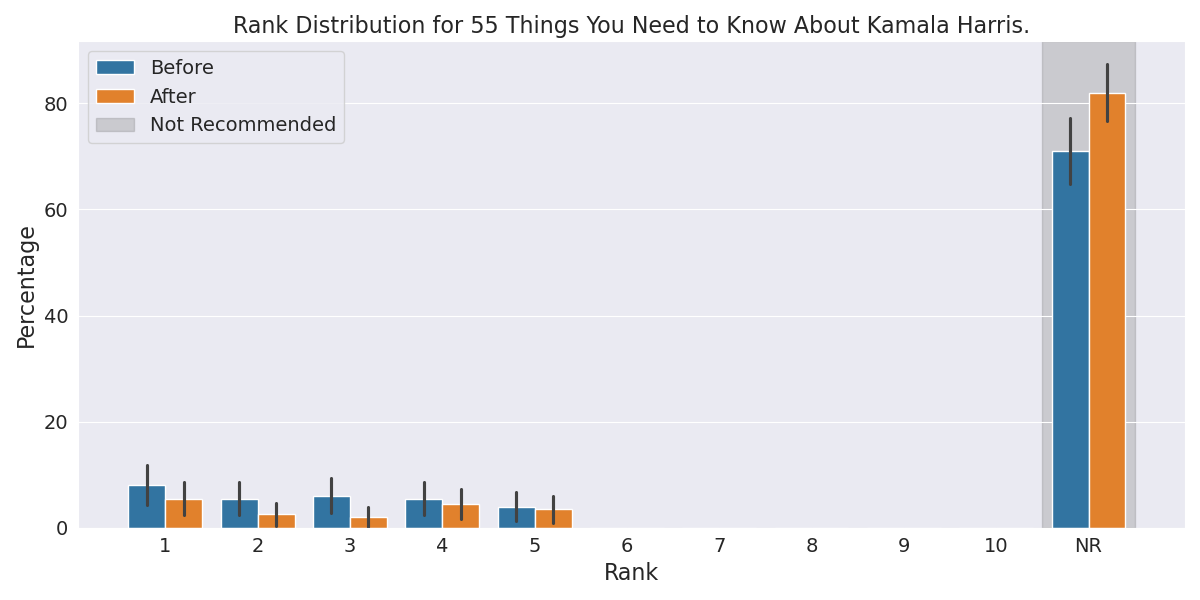 Rank Distribution for 55 Things You Need to Know About Kamala Harris.
Before
After
Not Recommended
Percentage
80
60
40
20
0
1 2 3 4 5 6 7 8 9 10 NR
Rank